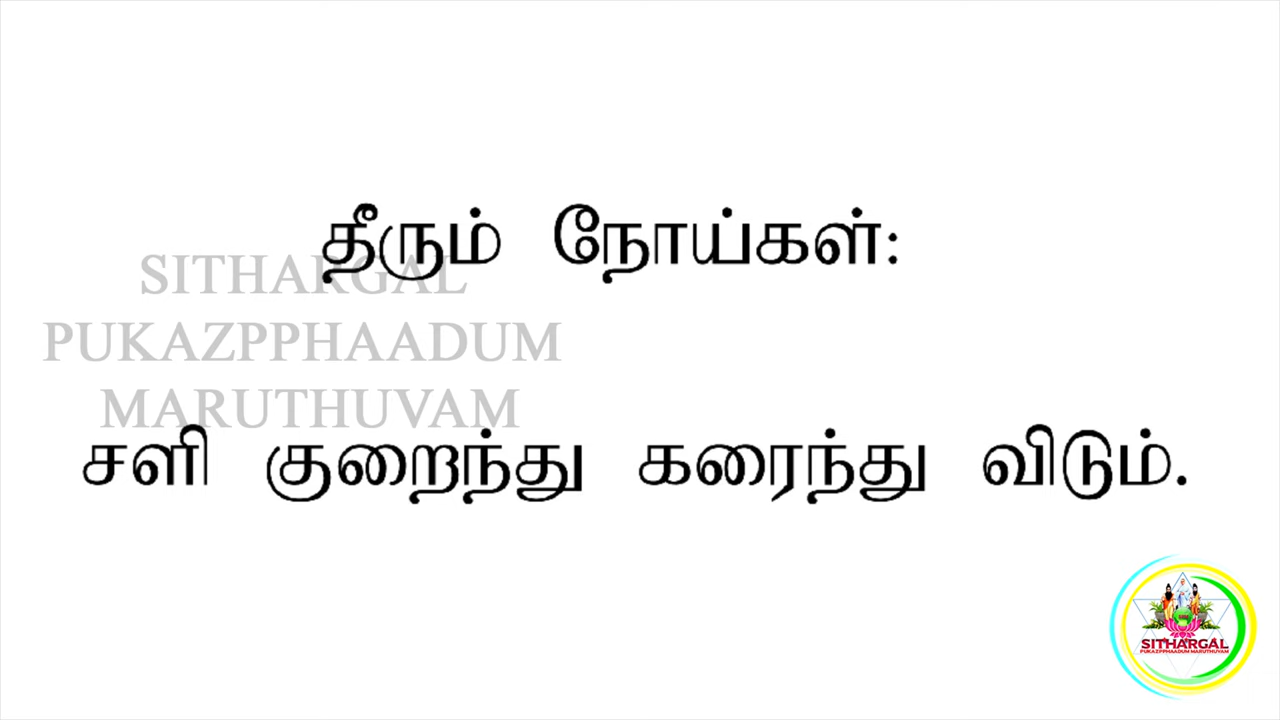 தீரும் நோய்கள்:
SITHARGAL
PUKAZPPHAADUM
MARUTHUVAM
சளி குறைந்து கரைந்து விடும்.
SITHARGAL
PUKAZPPHAADUM MARUTHUVAM